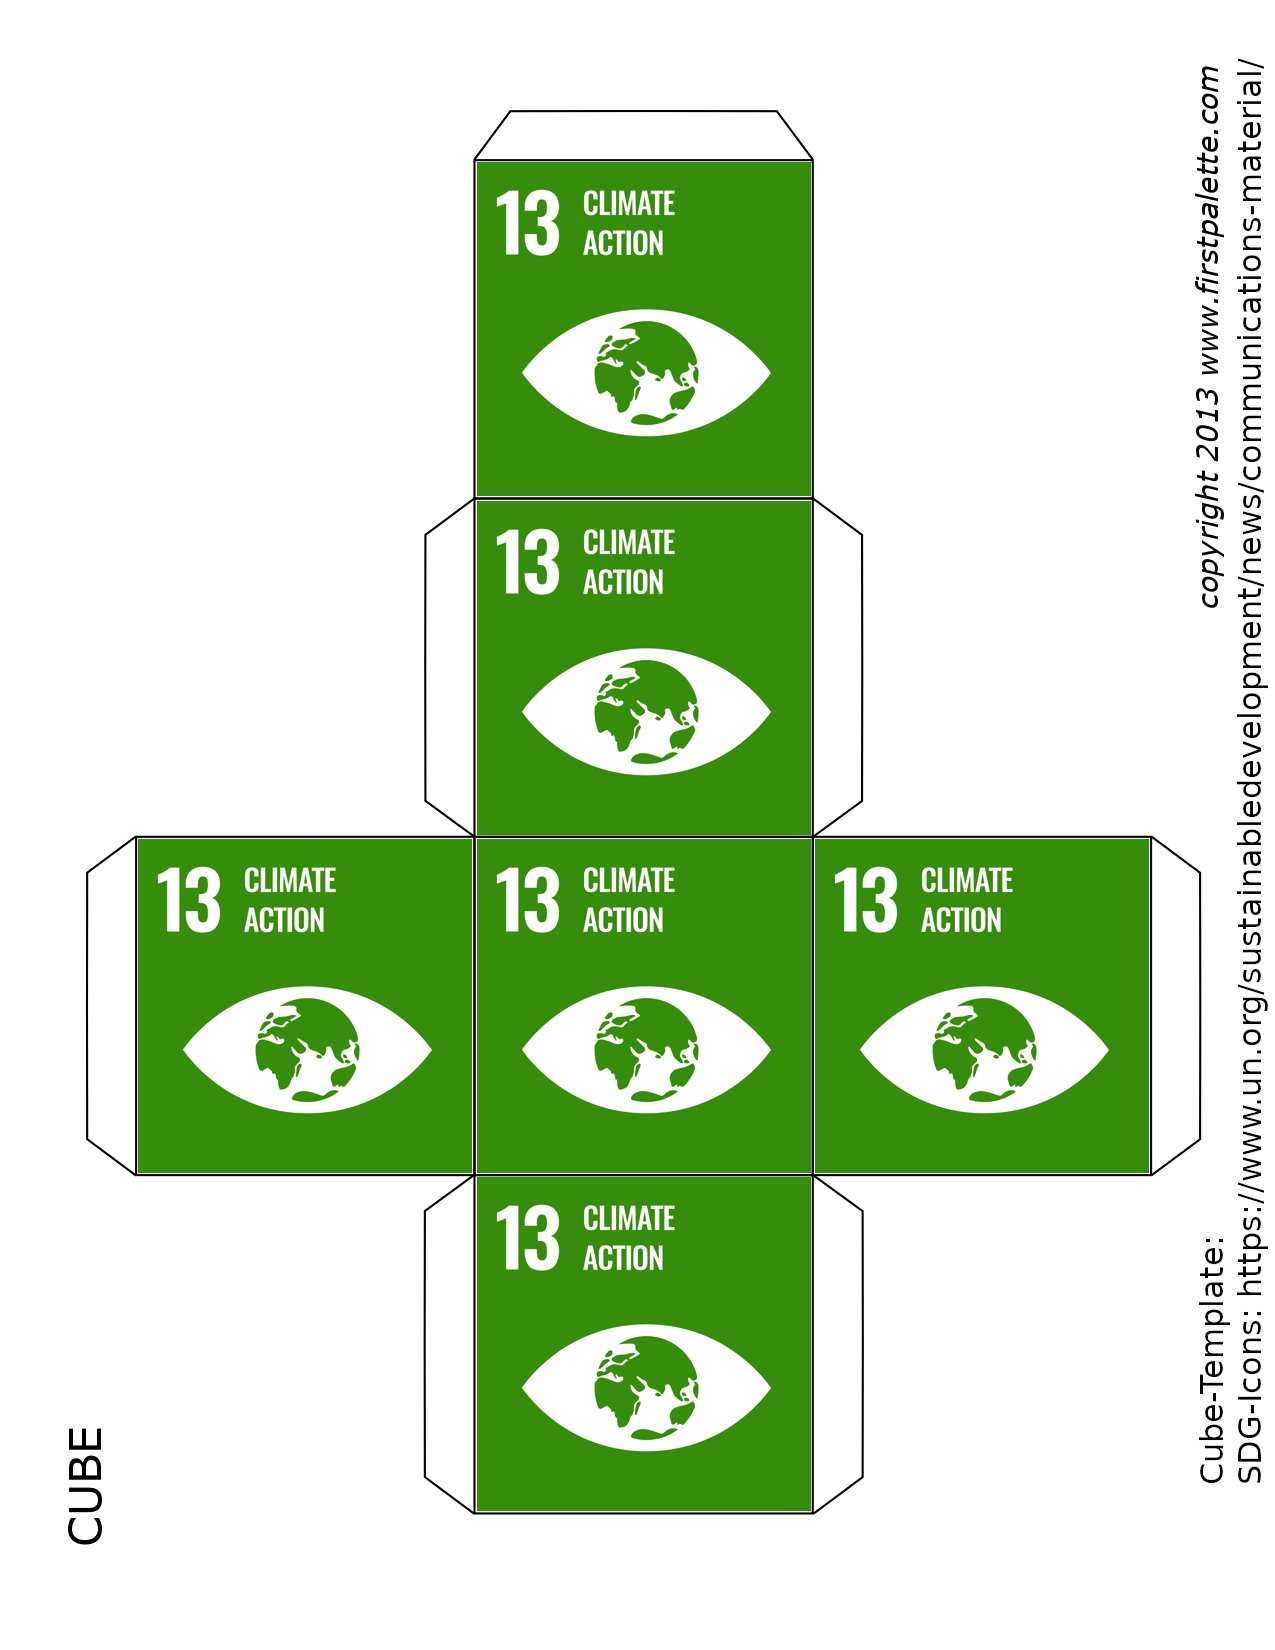 13 CLIMATE
ACTION
13 CLIMATE
ACTION
13 CLIMATE
ACTION
13 CLIMATE
ACTION
13 CLIMATE
ACTION
13 CLIMATE
ACTION
CUBE
Cube-Template: copyright 2013 www.firstpalette.com
SDG-Icons: https://www.un.org/sustainabledevelopment/news/communications-material/